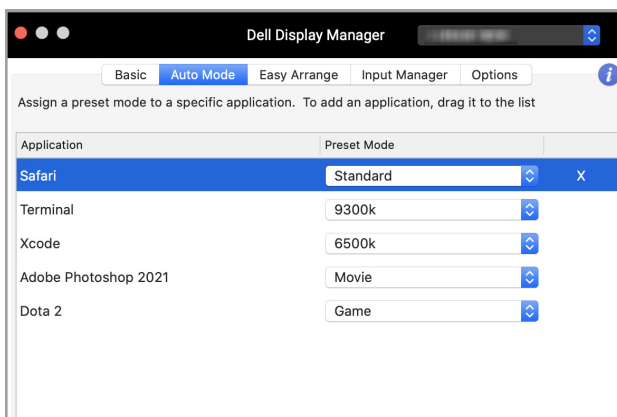 Dell Display Manager
Basic Auto Mode Easy Arrange Input Manager Options i
Assign a preset mode to a specific application. To add an application, drag it to the list
Application Preset Mode
Safari Standard X
Terminal 9300k
Xcode 6500k
Adobe Photoshop 2021 Movie
Dota 2 Game